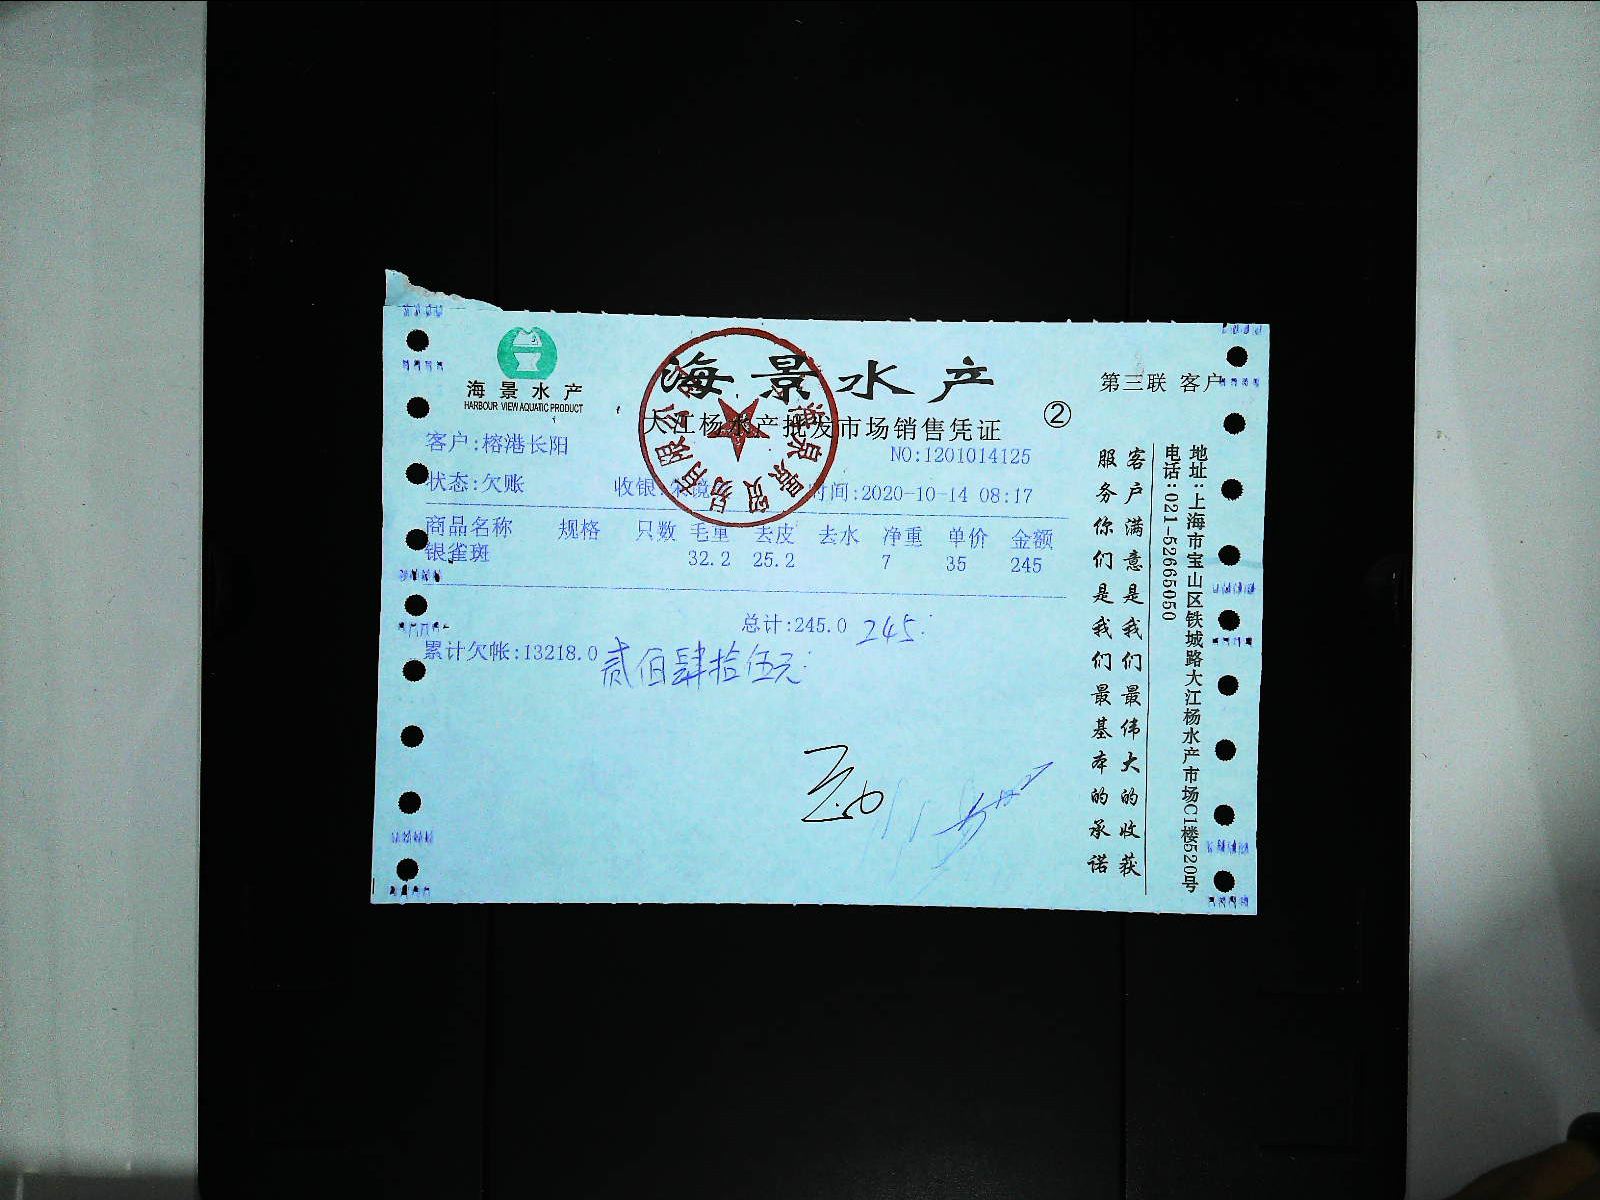 海景水产
HARBOUR VIEW AQUATIC PRODUCT
海景水产
第三联 客户
大江杨水产批发市场销售凭证
②
客户:榕港长阳
NO:1201014125
状态:欠账 收银: 时间:2020-10-14 08:17
商品名称 规格 只数 毛重 去皮 去水 净重 单价 金额
银雀斑 32.2 25.2 7 35 245
总计:245.0 245.
累计欠帐:13218.0 贰佰肆拾伍元
客户满意是我们最伟大的收获
服务你们是我们最基本的承诺
地址:上海市宝山区铁城路大江杨水产市场C1楼520号
电话:021-52665050